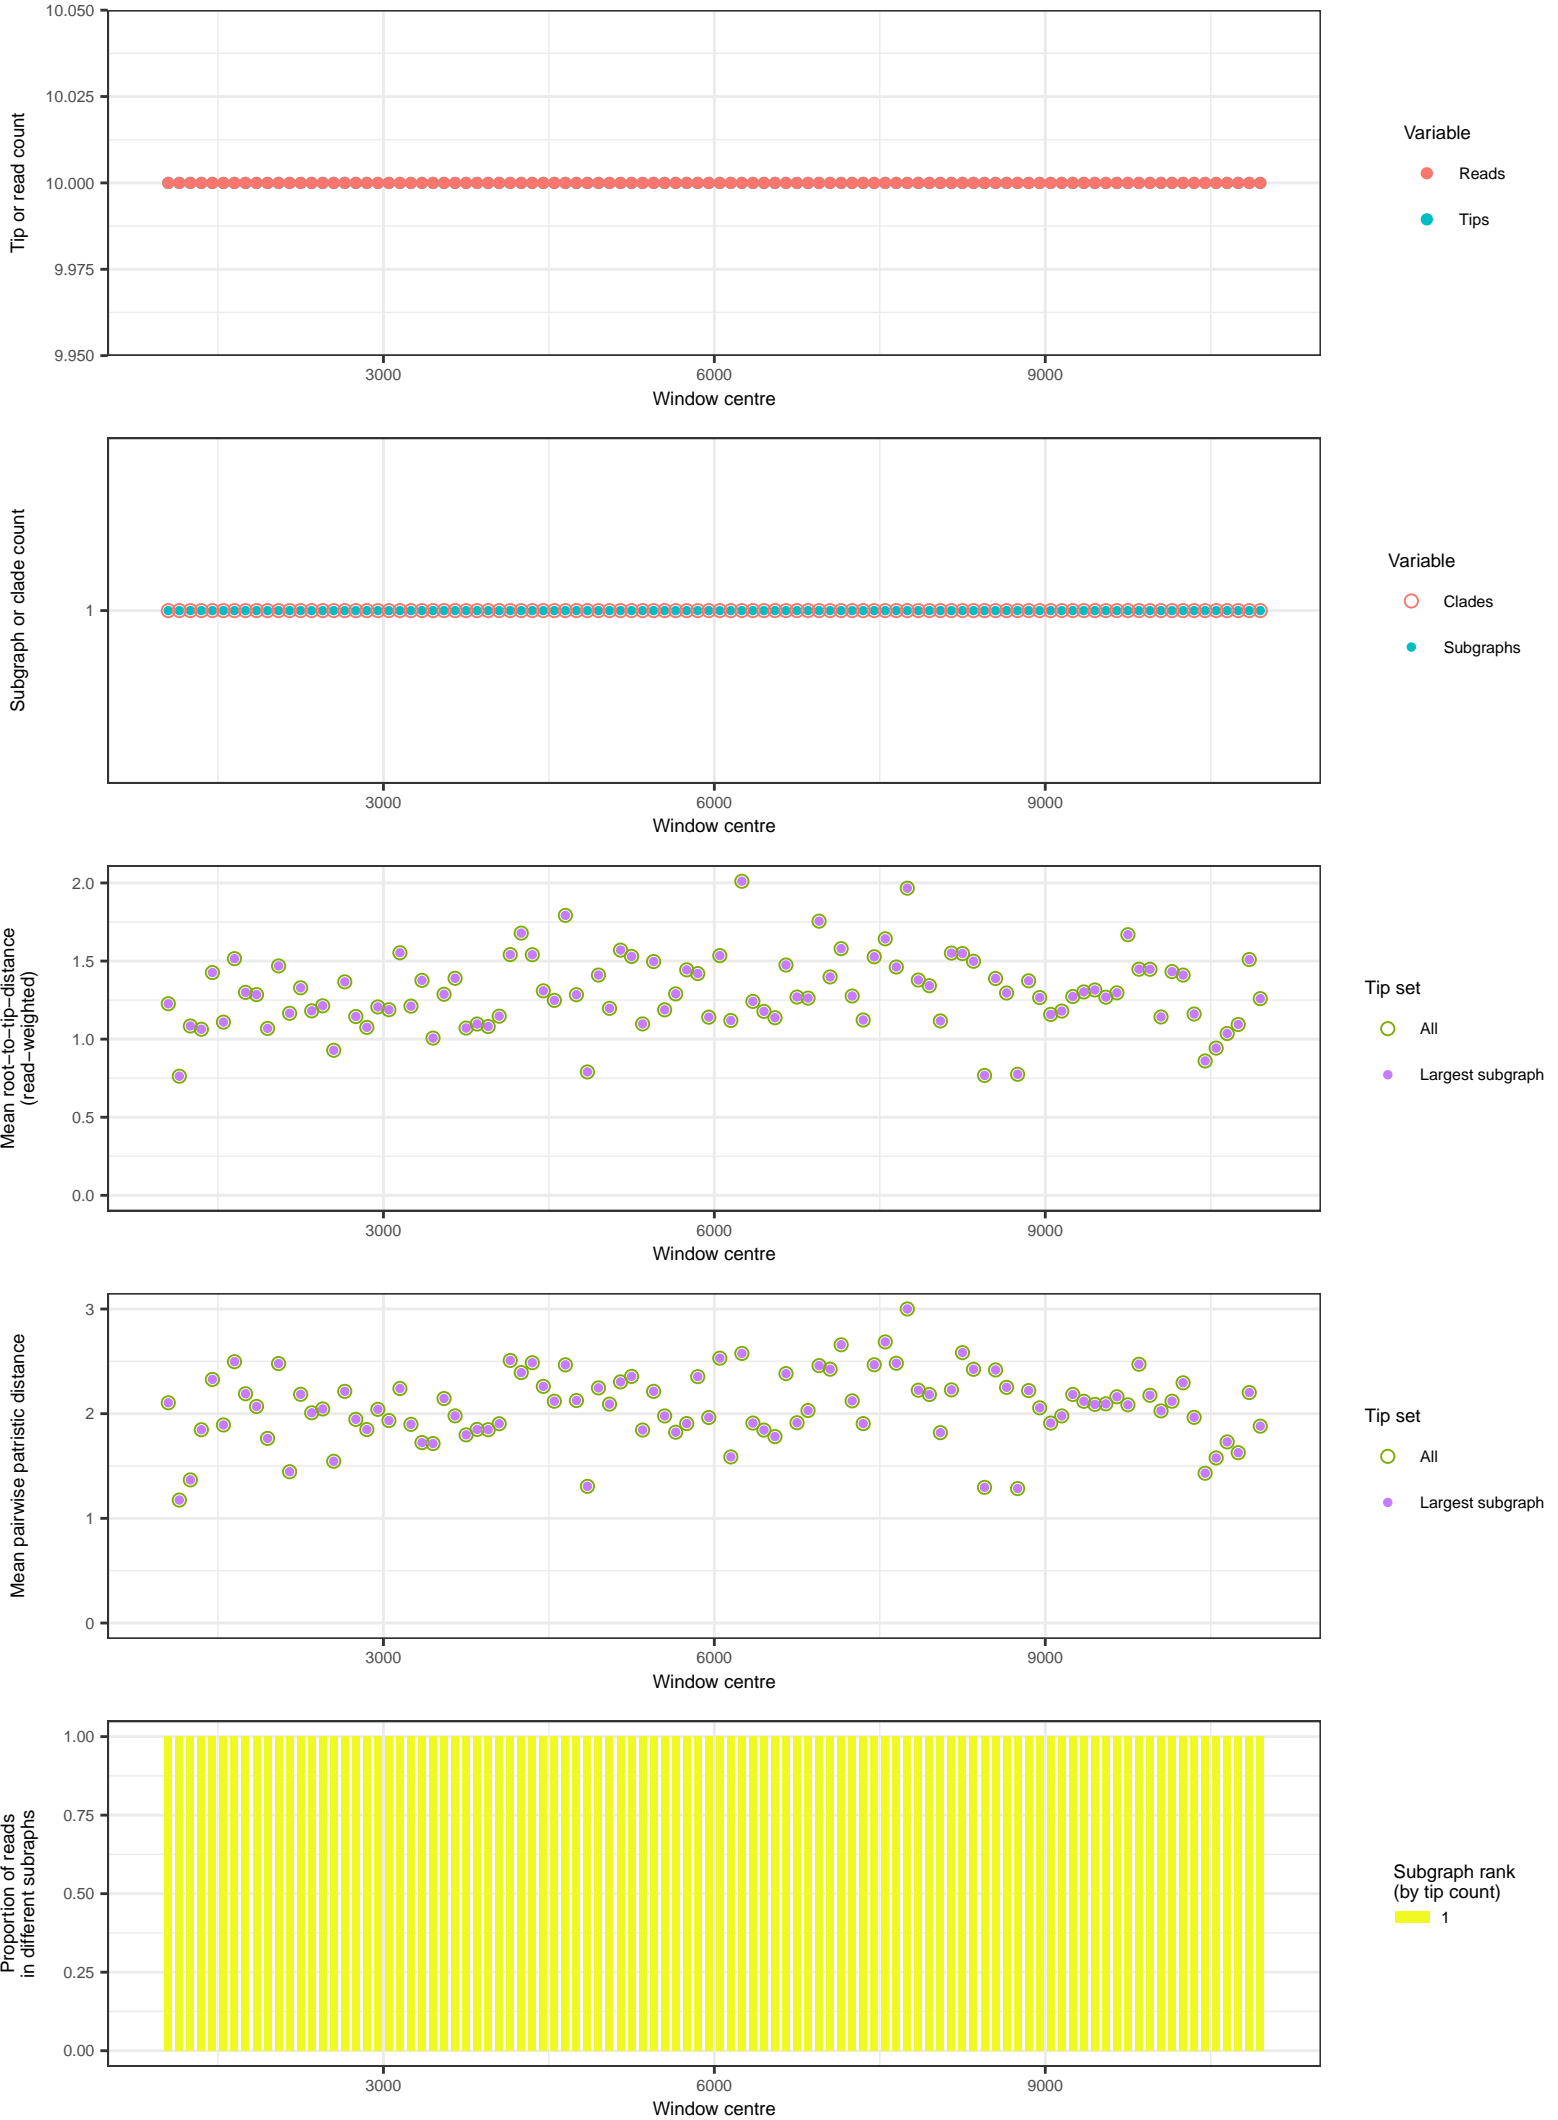 10.050
10.025
10.000
9.975
9.950
Tip or read count
3000
6000
9000
Window centre
Variable
Reads
Tips
1
Subgraph or clade count
3000
6000
9000
Window centre
Variable
Clades
Subgraphs
2.0
1.5
1.0
0.5
0.0
Mean root−to−tip−distance
(read−weighted)
3000
6000
9000
Window centre
Tip set
All
Largest subgraph
3
2
1
0
Mean pairwise patristic distance
3000
6000
9000
Window centre
Tip set
All
Largest subgraph
1.00
0.75
0.50
0.25
0.00
Proportion of reads
in different subraphs
3000
6000
9000
Window centre
Subgraph rank
(by tip count)
1